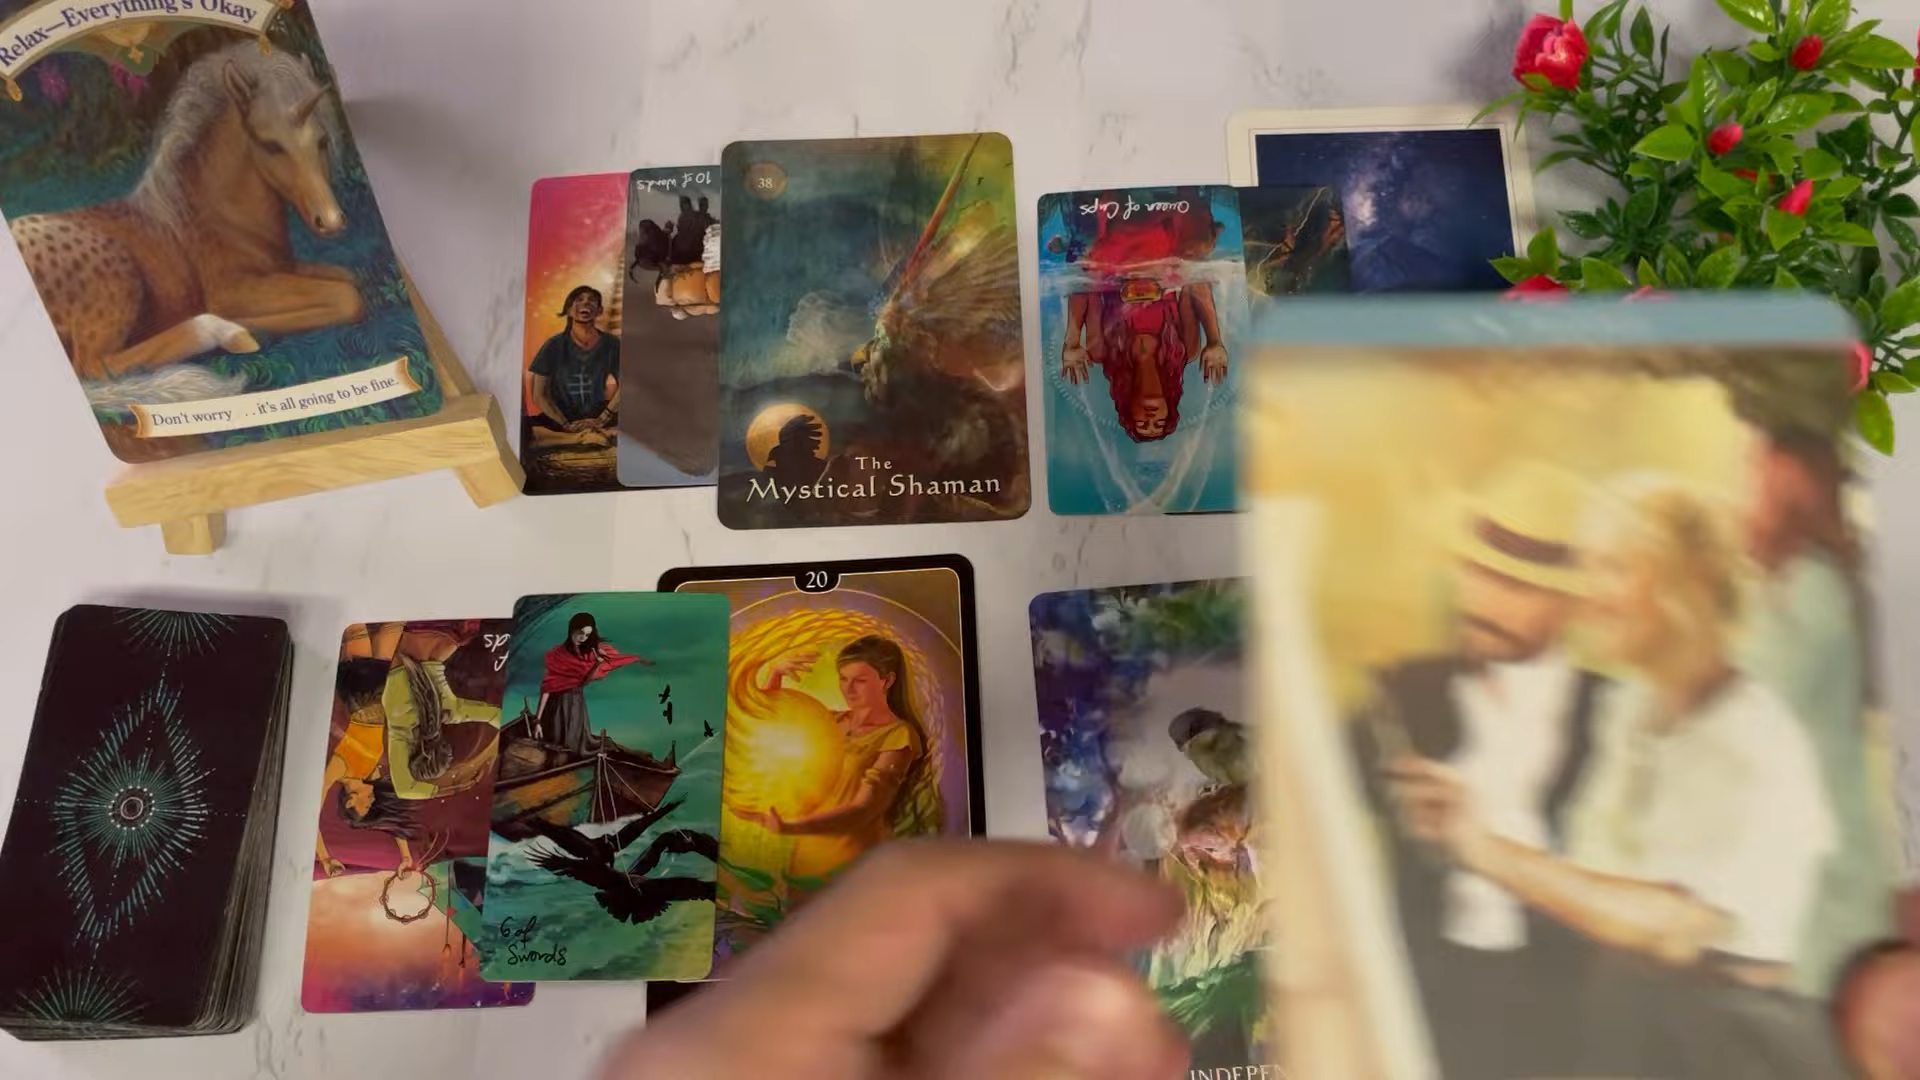 Relax—Everything's Okay
Don't worry . . . it's all going to be fine.
10 of Wands
38
The
Mystical Shaman
Queen of Cups
6 of
Swords
20
INDEPEN